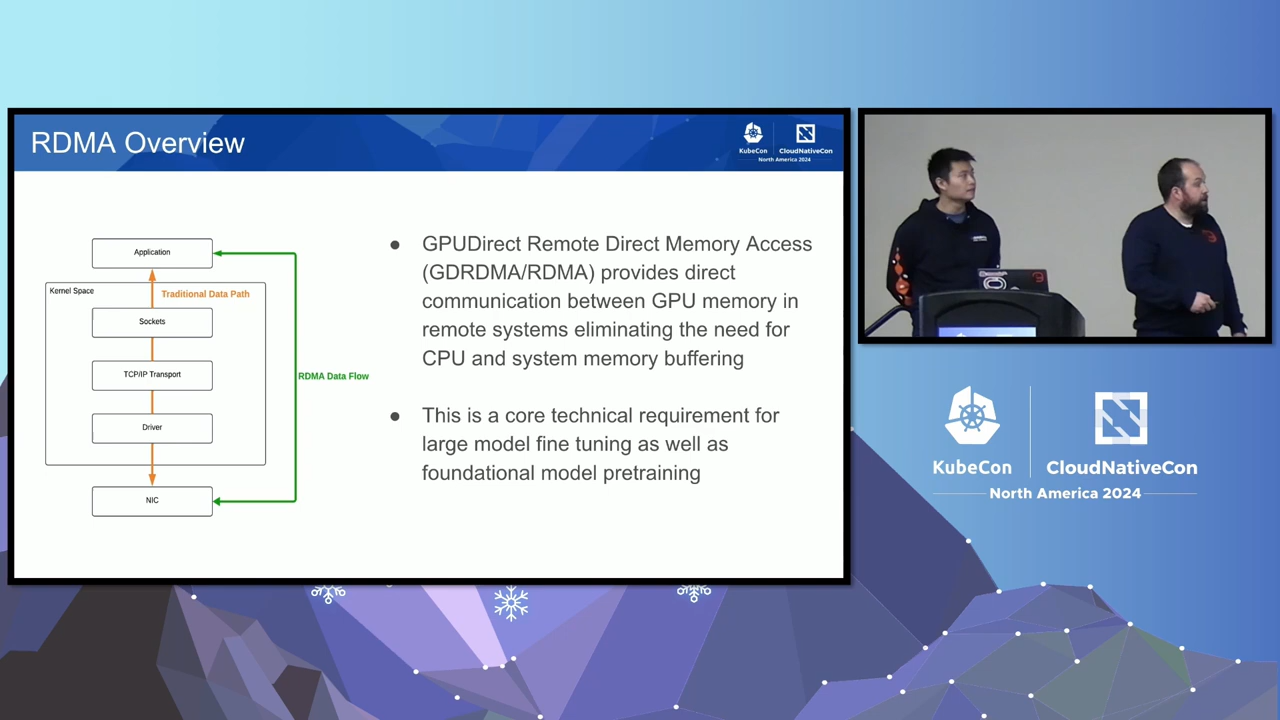 RDMA Overview
KubeCon
CloudNativeCon
North America 2024
Application
Kernel Space
Traditional Data Path
Sockets
TCP/IP Transport
RDMA Data Flow
Driver
NIC
● GPUDirect Remote Direct Memory Access
(GDRDMA/RDMA) provides direct
communication between GPU memory in
remote systems eliminating the need for
CPU and system memory buffering
● This is a core technical requirement for
large model fine tuning as well as
foundational model pretraining
KubeCon
CloudNativeCon
North America 2024